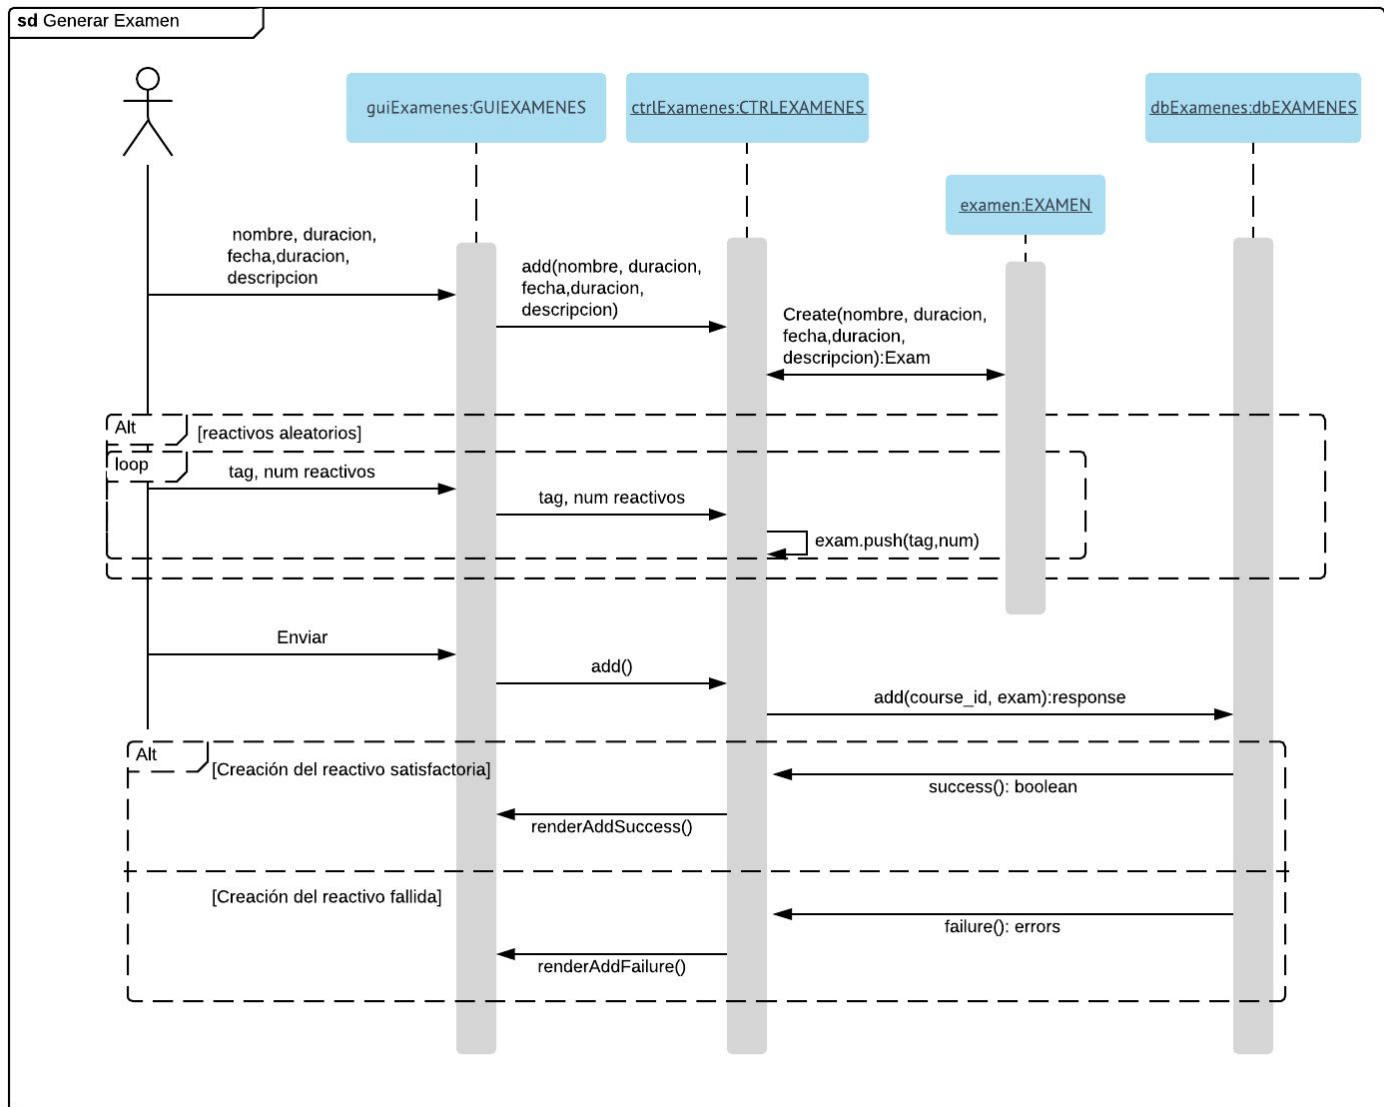 sd Generar Examen
guiExamenes:GUIEXAMENES
ctrlExamenes:CTRLEXAMENES
dbExamenes:dbEXAMENES
examen:EXAMEN
nombre, duracion,
fecha,duracion,
descripcion
add(nombre, duracion,
fecha,duracion,
descripcion)
Create(nombre, duracion,
fecha,duracion,
descripcion):Exam
Alt
[reactivos aleatorios]
loop
tag, num reactivos
tag, num reactivos
exam.push(tag,num)
Enviar
add()
add(course_id, exam):response
Alt
[Creación del reactivo satisfactoria]
success(): boolean
renderAddSuccess()
[Creación del reactivo fallida]
failure(): errors
renderAddFailure()